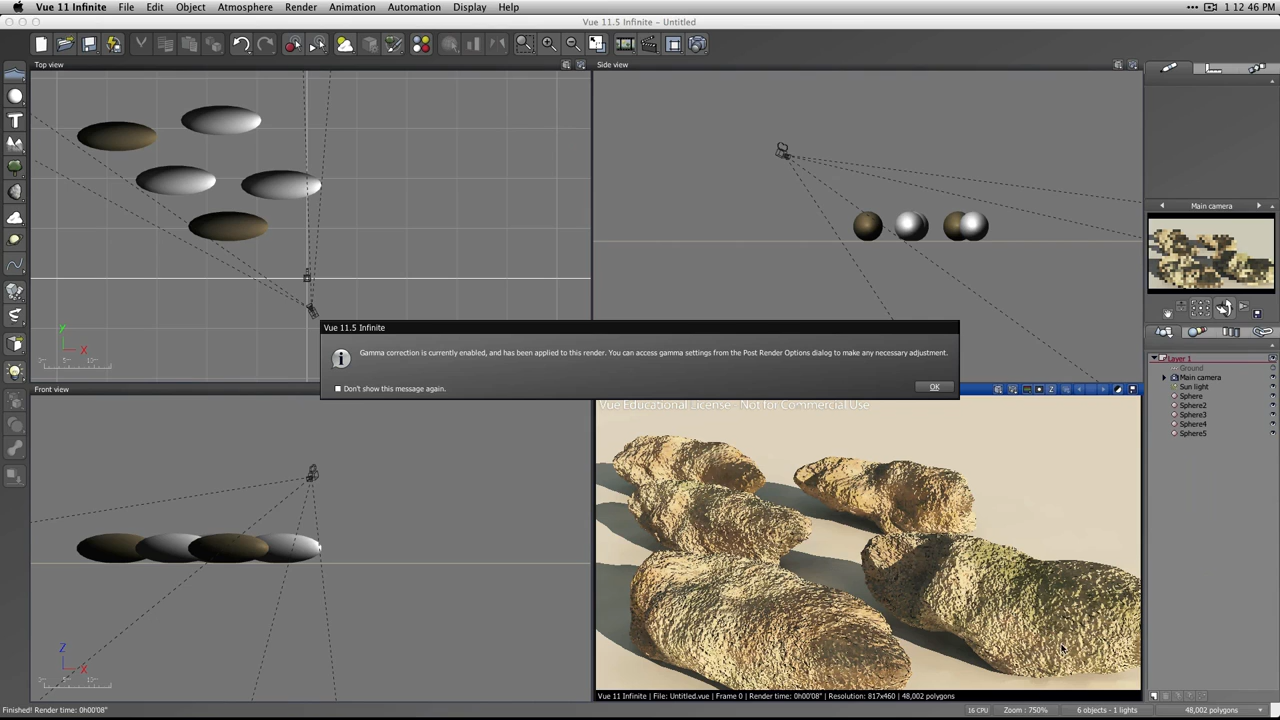 Vue 11 Infinite File Edit Object Atmosphere Render Animation Automation Display Help 1 12 46 PM
Vue 11.5 Infinite - Untitled
Top view
Side view
Main camera
Y
X
Vue 11.5 Infinite
Gamma correction is currently enabled, and has been applied to this render. You can access gamma settings from the Post Render Options dialog to make any necessary adjustment.
Don't show this message again.
OK
Layer 1
Ground
Main camera
Sun light
Sphere
Sphere2
Sphere3
Sphere4
Sphere5
Front view
Vue Educational License - Not for Commercial Use
Z
X
Vue 11 Infinite | File: Untitled.vue | Frame 0 | Render time: 0h00'08" | Resolution: 817x460 | 48,002 polygons
Finished! Render time: 0h00'08"
16 CPU Zoom : 750% 6 objects - 1 lights 48,002 polygons